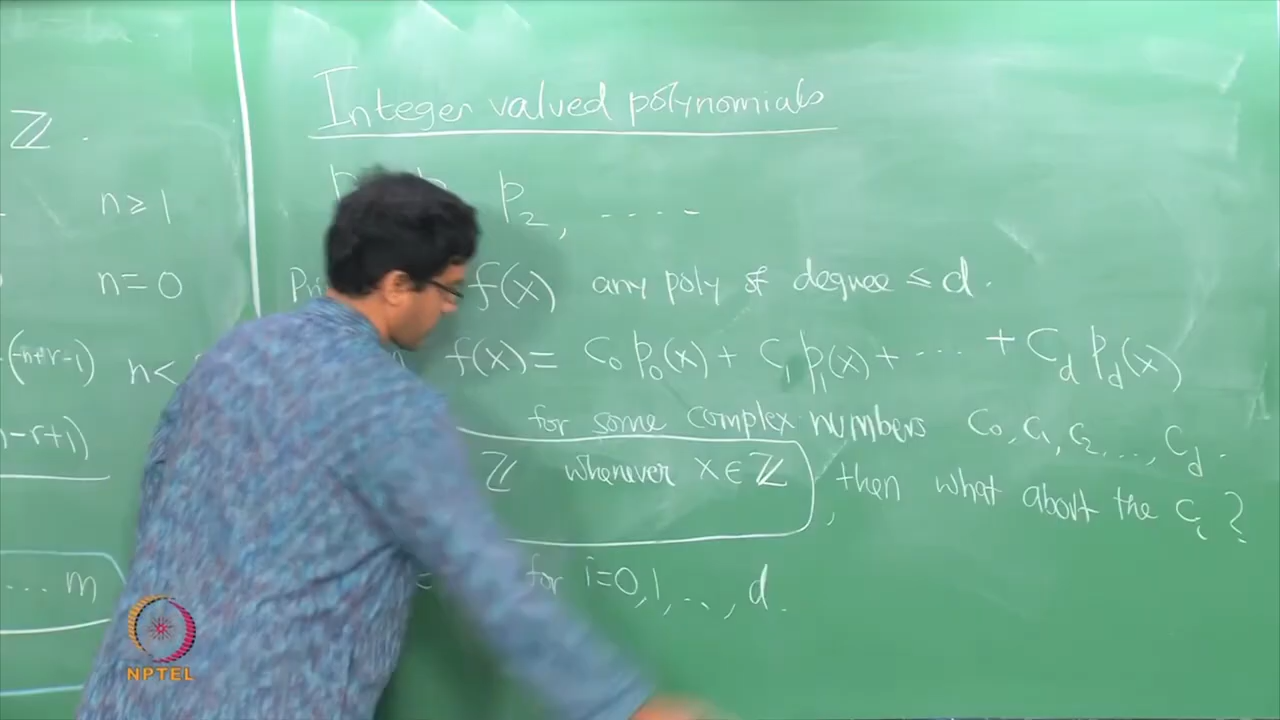 ℤ.
n ≥ 1
n = 0
(-n+r-1) n <
-r+1)
... m
Integer valued polynomials
p₂, .....
f(x) any poly of degree ≤ d.
f(x) = c₀ p₀(x) + c₁ p₁(x) + ... + c_d p_d(x)
for some complex numbers c₀, c₁, c₂, ..., c_d.
ℤ whenever x ∈ ℤ, then what about the cᵢ?
= for i=0,1,..., d.
NPTEL